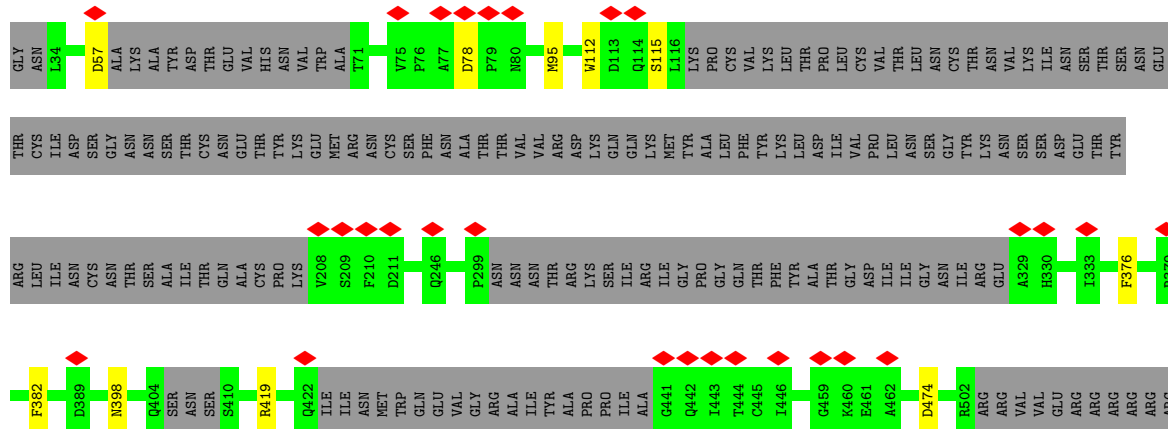 GLY ASN L34 D57 ALA LYS ALA TYR ASP THR GLU VAL HIS ASN VAL TRP ALA T71 V75 P76 A77 D78 P79 N80 M95 W112 D113 Q114 S115 L116 LYS PRO CYS VAL LYS LEU THR PRO LEU CYS VAL THR LEU ASN CYS THR ASN VAL LYS ILE ASN SER THR SER ASN GLU
THR CYS ILE ASP SER GLY ASN ASN SER THR CYS ASN GLU THR TYR LYS GLU MET ARG ASN CYS SER PHE ASN ALA THR THR VAL VAL ARG ASP LYS GLN GLN LYS MET TYR ALA LEU PHE TYR LYS LEU ASP ILE VAL PRO LEU ASN SER GLY TYR LYS ASN SER SER ASP GLU THR TYR
ARG LEU ILE ASN CYS ASN THR SER ALA ILE THR GLN ALA CYS PRO LYS V208 S209 F210 D211 Q246 P299 ASN ASN ASN THR ARG LYS SER ILE ARG ILE GLY PRO GLY GLN THR PHE TYR ALA THR GLY ASP ILE ILE GLY ASN ILE ARG GLU A329 H330 I333 F376
F382 D389 N398 Q404 SER ASN SER S410 R419 Q422 ILE ILE ASN MET TRP GLN GLU VAL GLY ARG ALA ILE TYR ALA PRO PRO ILE ALA G441 Q442 I443 T444 C445 I446 G459 K460 E461 A462 D474 R502 ARG ARG VAL VAL GLU ARG ARG ARG ARG ARG